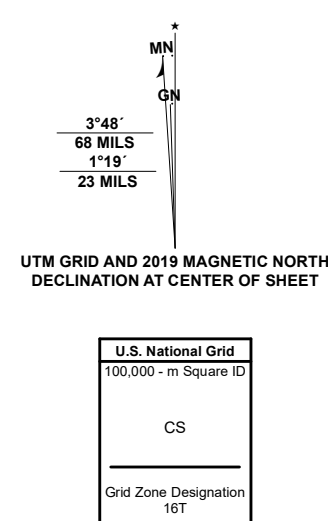 MN
GN
3°48´
68 MILS
1°19´
23 MILS
UTM GRID AND 2019 MAGNETIC NORTH
DECLINATION AT CENTER OF SHEET
U.S. National Grid
100,000 - m Square ID
CS
Grid Zone Designation
16T